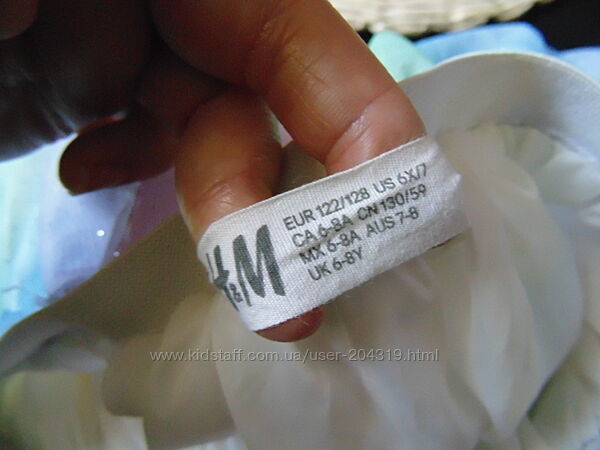 H&M
EUR 122/128 US 6X/7
CA 6-8A CN 130/59
MX 6-8A AUS 7-8
UK 6-8Y
www.kidstaff.com.ua/user-204319.html